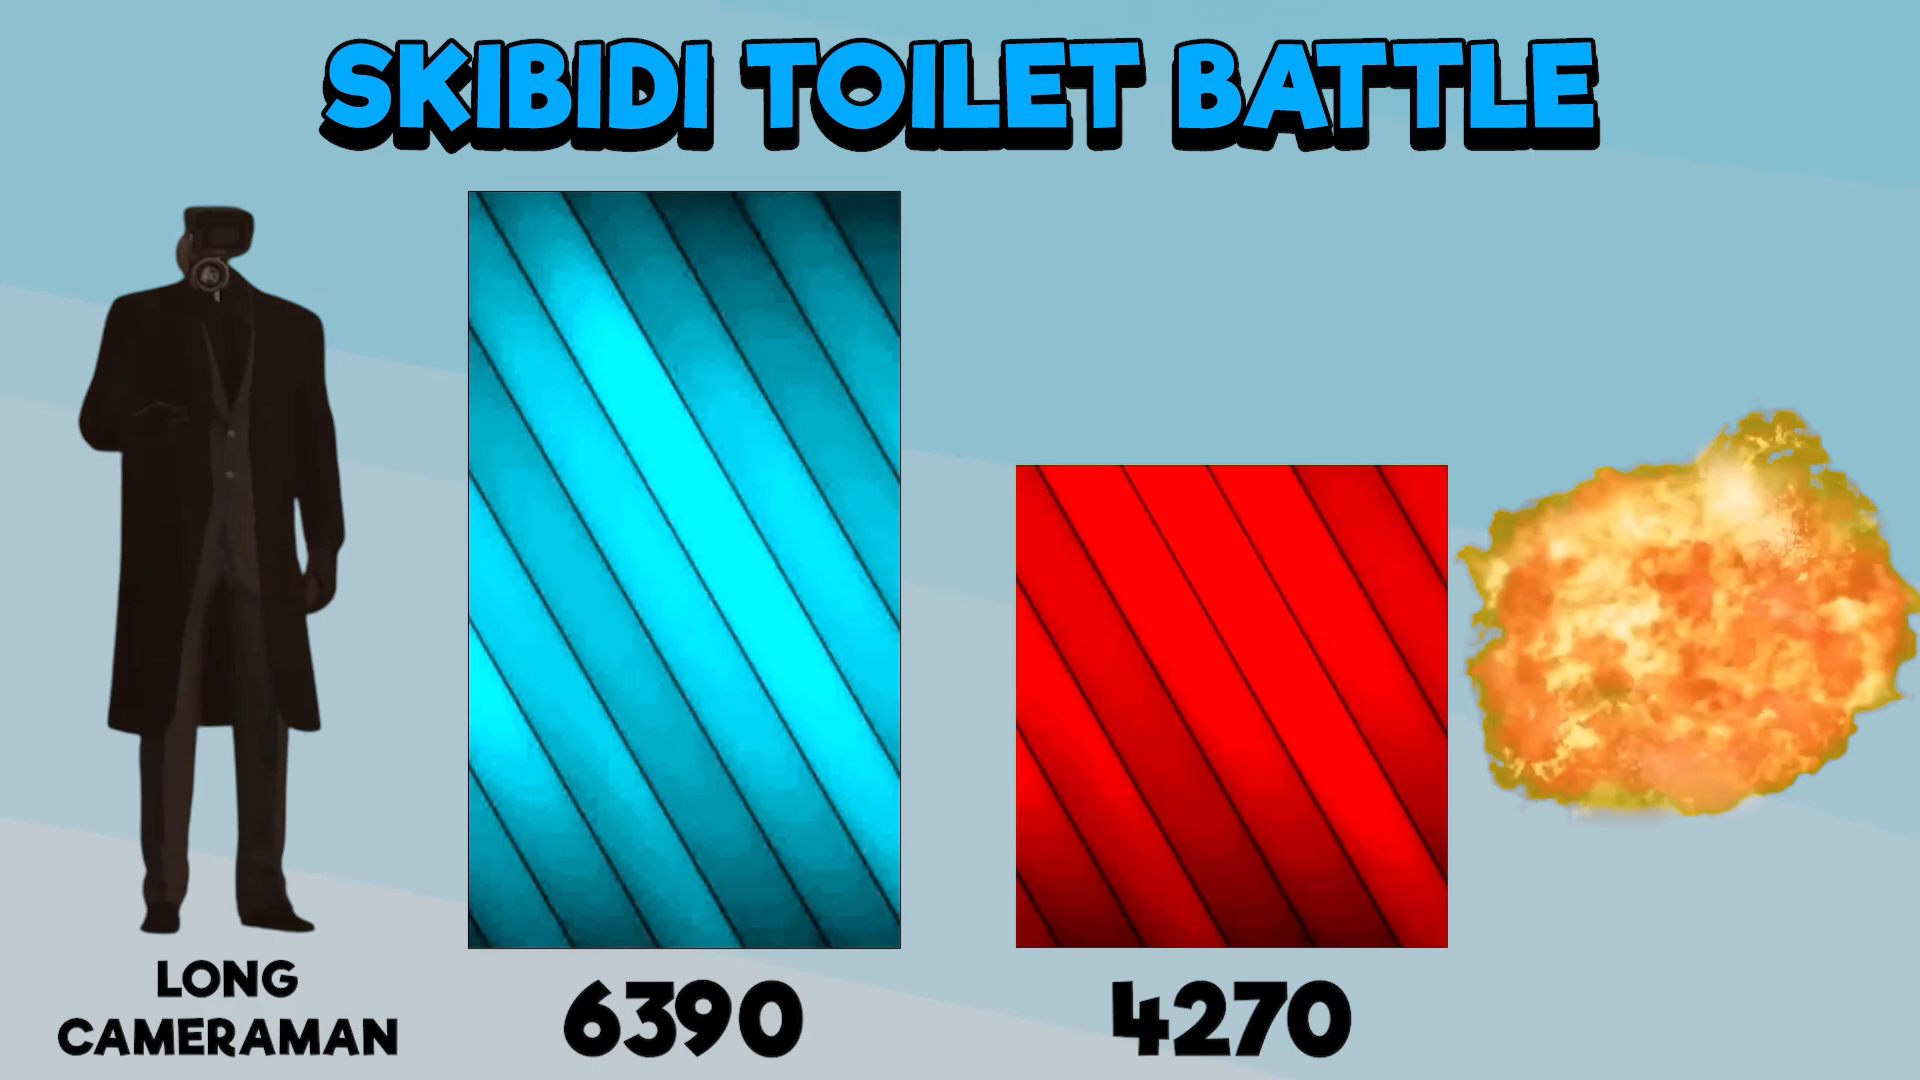 SKIBIDI TOILET BATTLE
LONG
CAMERAMAN
6390
4270